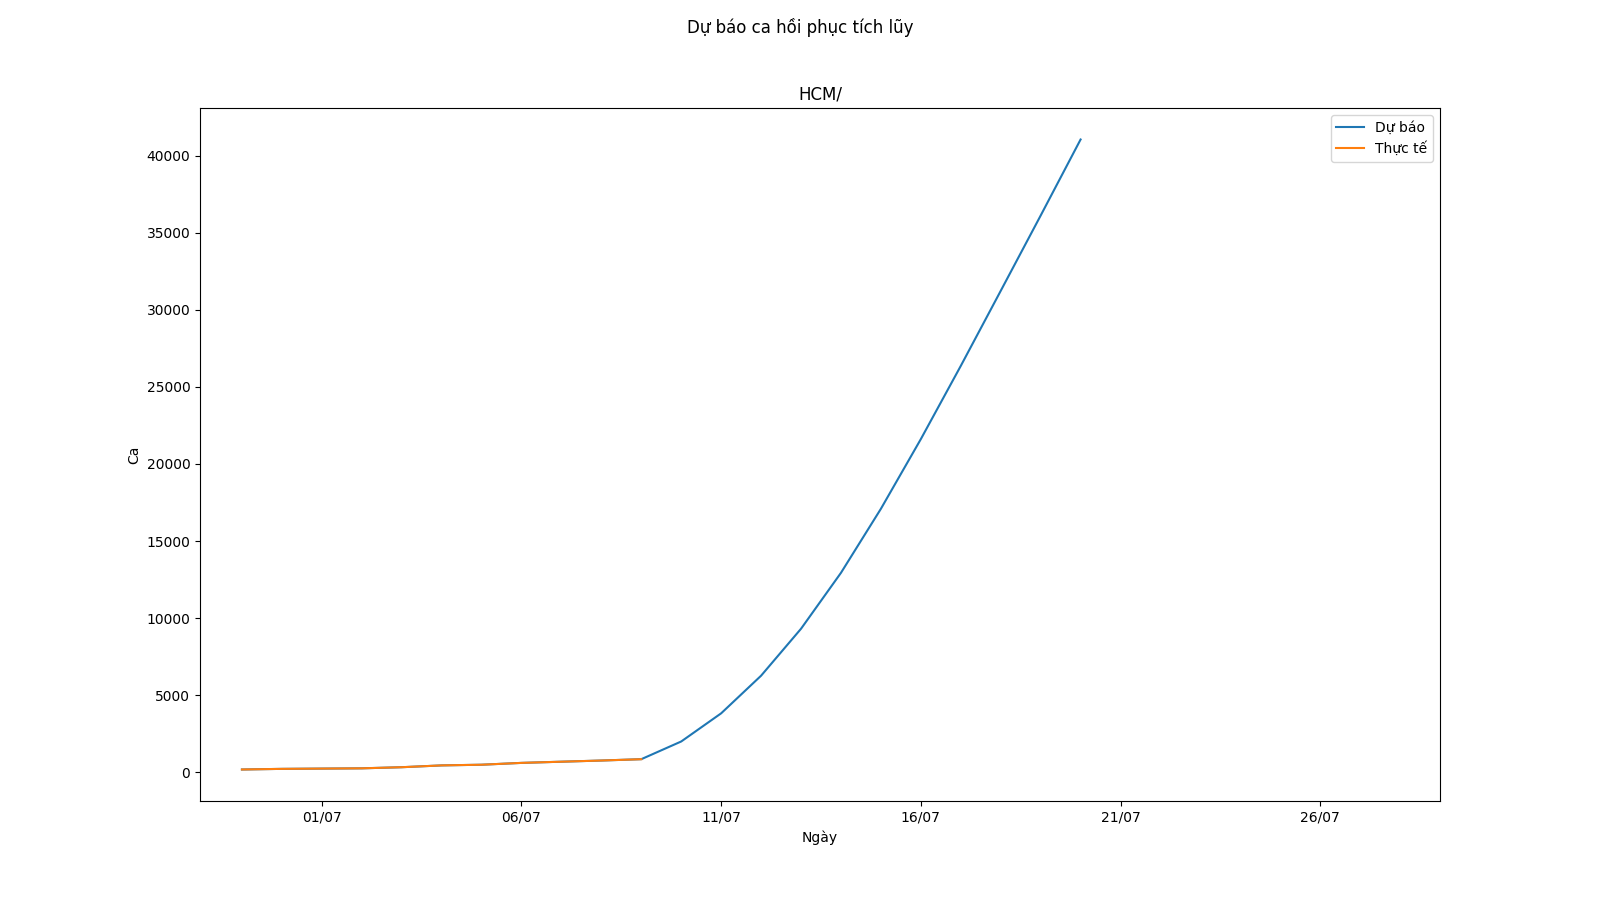 Dự báo ca hồi phục tích lũy
HCM/
Dự báo
Thực tế
40000
35000
30000
25000
20000
15000
10000
5000
0
Ca
01/07 06/07 11/07 16/07 21/07 26/07
Ngày